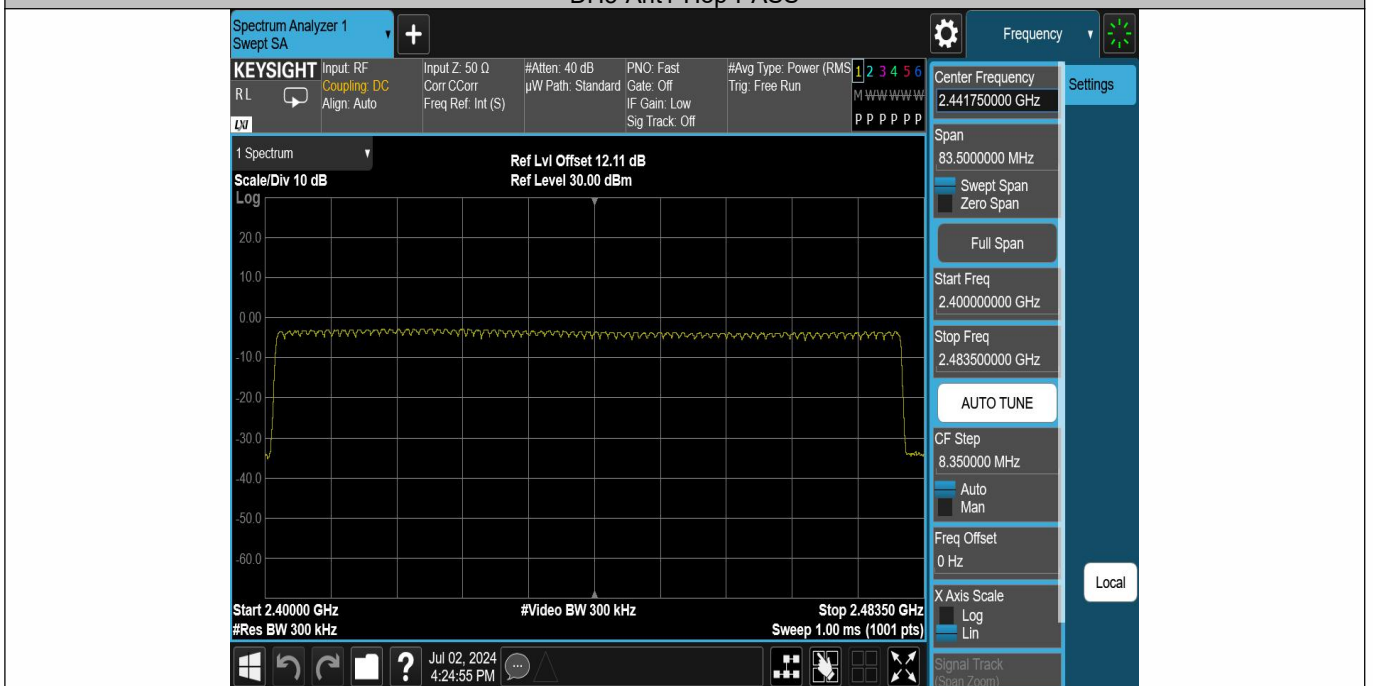 Spectrum Analyzer 1
Swept SA
+
Frequency
KEYSIGHT
RL
LXI
Input: RF
Coupling: DC
Align: Auto
Input Z: 50 Ω
Corr CCorr
Freq Ref: Int (S)
#Atten: 40 dB
µW Path: Standard
PNO: Fast
Gate: Off
IF Gain: Low
Sig Track: Off
#Avg Type: Power (RMS
Trig: Free Run
1 2 3 4 5 6
M W W W W W
P P P P P P
1 Spectrum
Scale/Div 10 dB
Log
Ref Lvl Offset 12.11 dB
Ref Level 30.00 dBm
20.0
10.0
0.00
-10.0
-20.0
-30.0
-40.0
-50.0
-60.0
Start 2.40000 GHz
#Res BW 300 kHz
#Video BW 300 kHz
Stop 2.48350 GHz
Sweep 1.00 ms (1001 pts)
Center Frequency
2.441750000 GHz
Settings
Span
83.5000000 MHz
Swept Span
Zero Span
Full Span
Start Freq
2.400000000 GHz
Stop Freq
2.483500000 GHz
AUTO TUNE
CF Step
8.350000 MHz
Auto
Man
Freq Offset
0 Hz
X Axis Scale
Log
Lin
Signal Track
(Span Zoom)
Local
?
Jul 02, 2024
4:24:55 PM